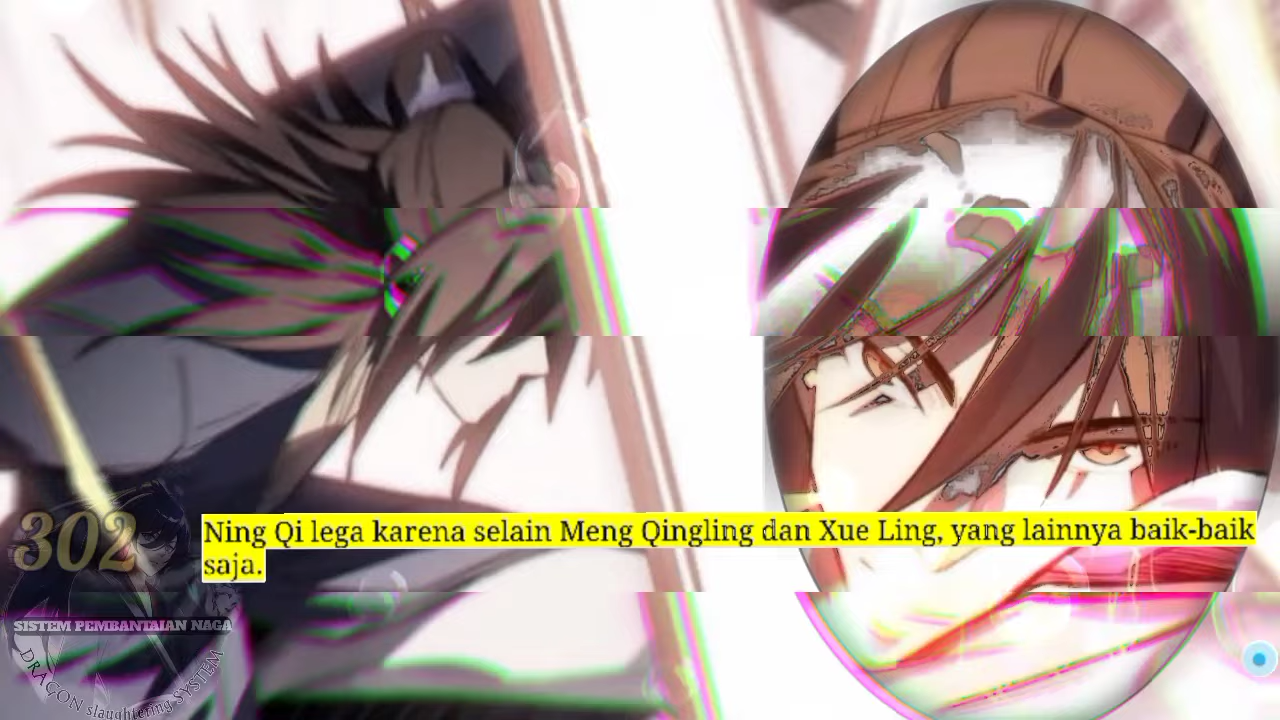 Ning Qi lega karena selain Meng Qingling dan Xue Ling, yang lainnya baik-baik
saja.
302
SISTEM PEMBANTAIAN NAGA
DRAGON slaughtering SYSTEM